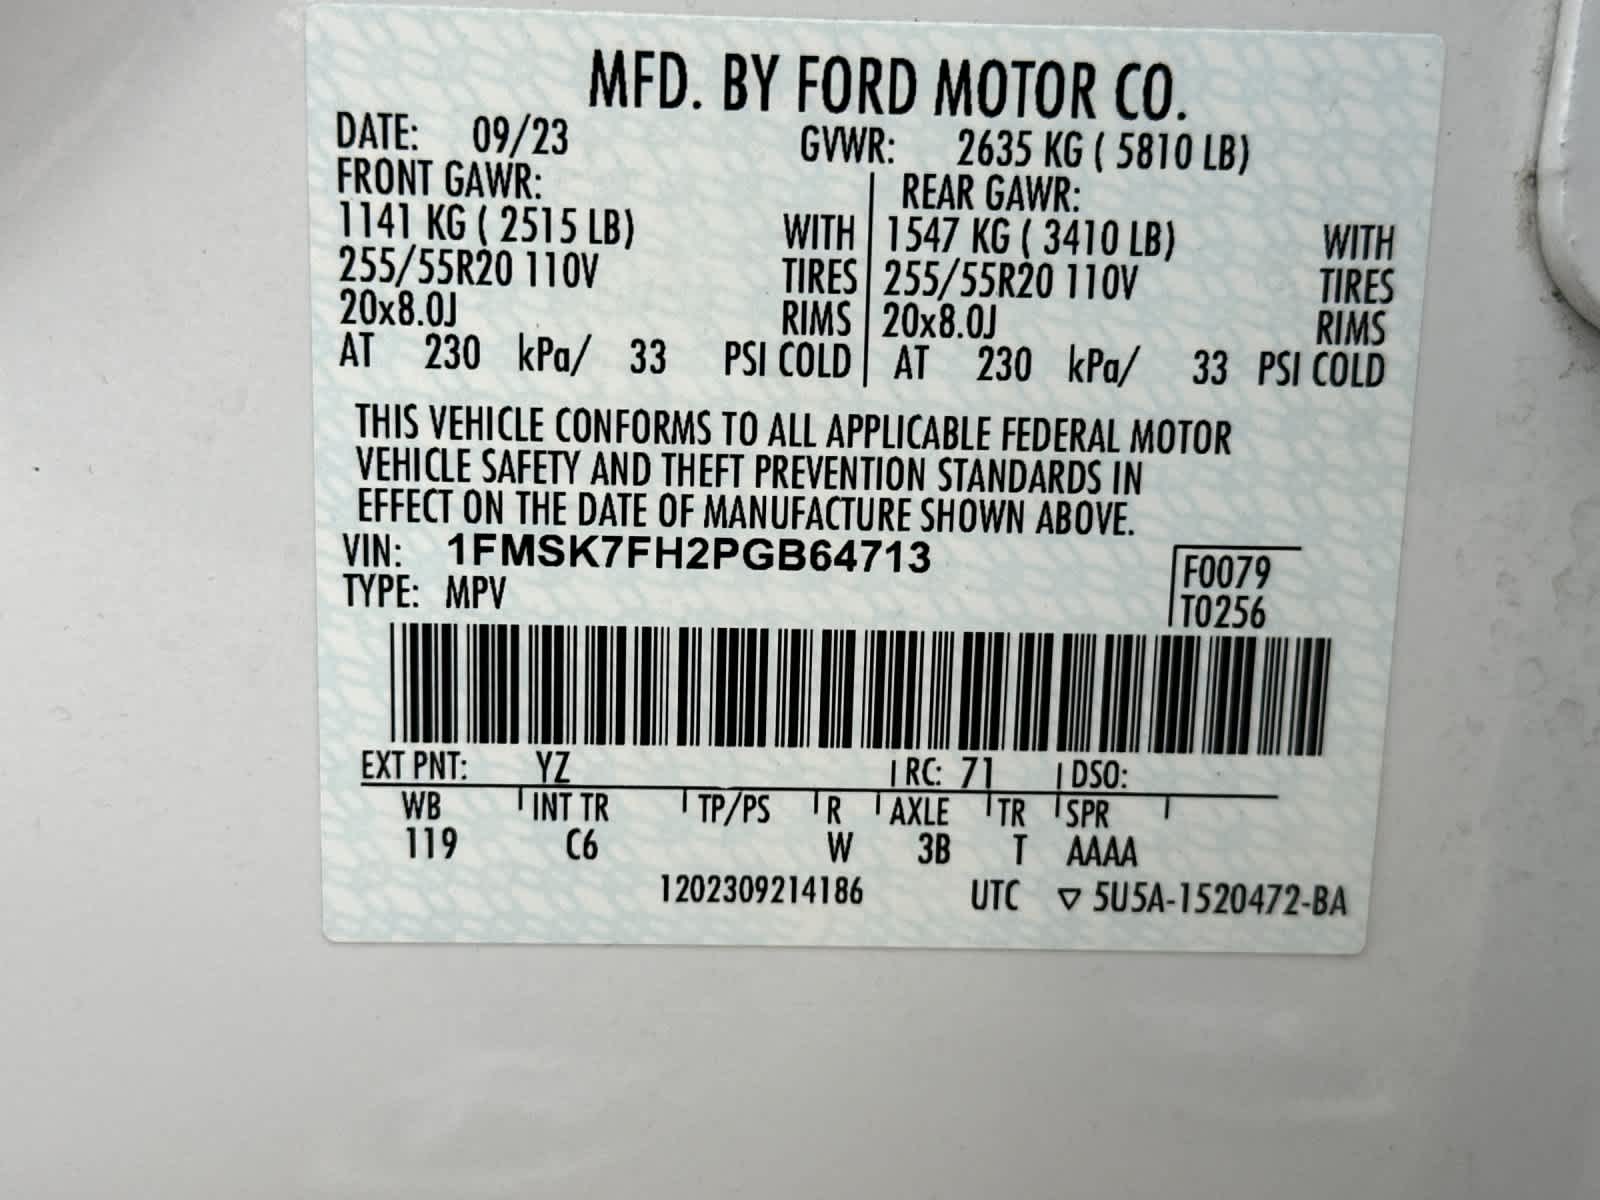 MFD. BY FORD MOTOR CO.
DATE: 09/23 GVWR: 2635 KG ( 5810 LB)
FRONT GAWR: REAR GAWR:
1141 KG ( 2515 LB) WITH 1547 KG ( 3410 LB) WITH
255/55R20 110V TIRES 255/55R20 110V TIRES
20x8.0J RIMS 20x8.0J RIMS
AT 230 kPa/ 33 PSI COLD AT 230 kPa/ 33 PSI COLD
THIS VEHICLE CONFORMS TO ALL APPLICABLE FEDERAL MOTOR
VEHICLE SAFETY AND THEFT PREVENTION STANDARDS IN
EFFECT ON THE DATE OF MANUFACTURE SHOWN ABOVE.
VIN: 1FMSK7FH2PGB64713
TYPE: MPV
F0079
T0256
EXT PNT: YZ RC: 71 DSO:
WB INT TR TP/PS R AXLE TR SPR
119 C6 W 3B T AAAA
1202309214186 UTC ▽ 5U5A-1520472-BA